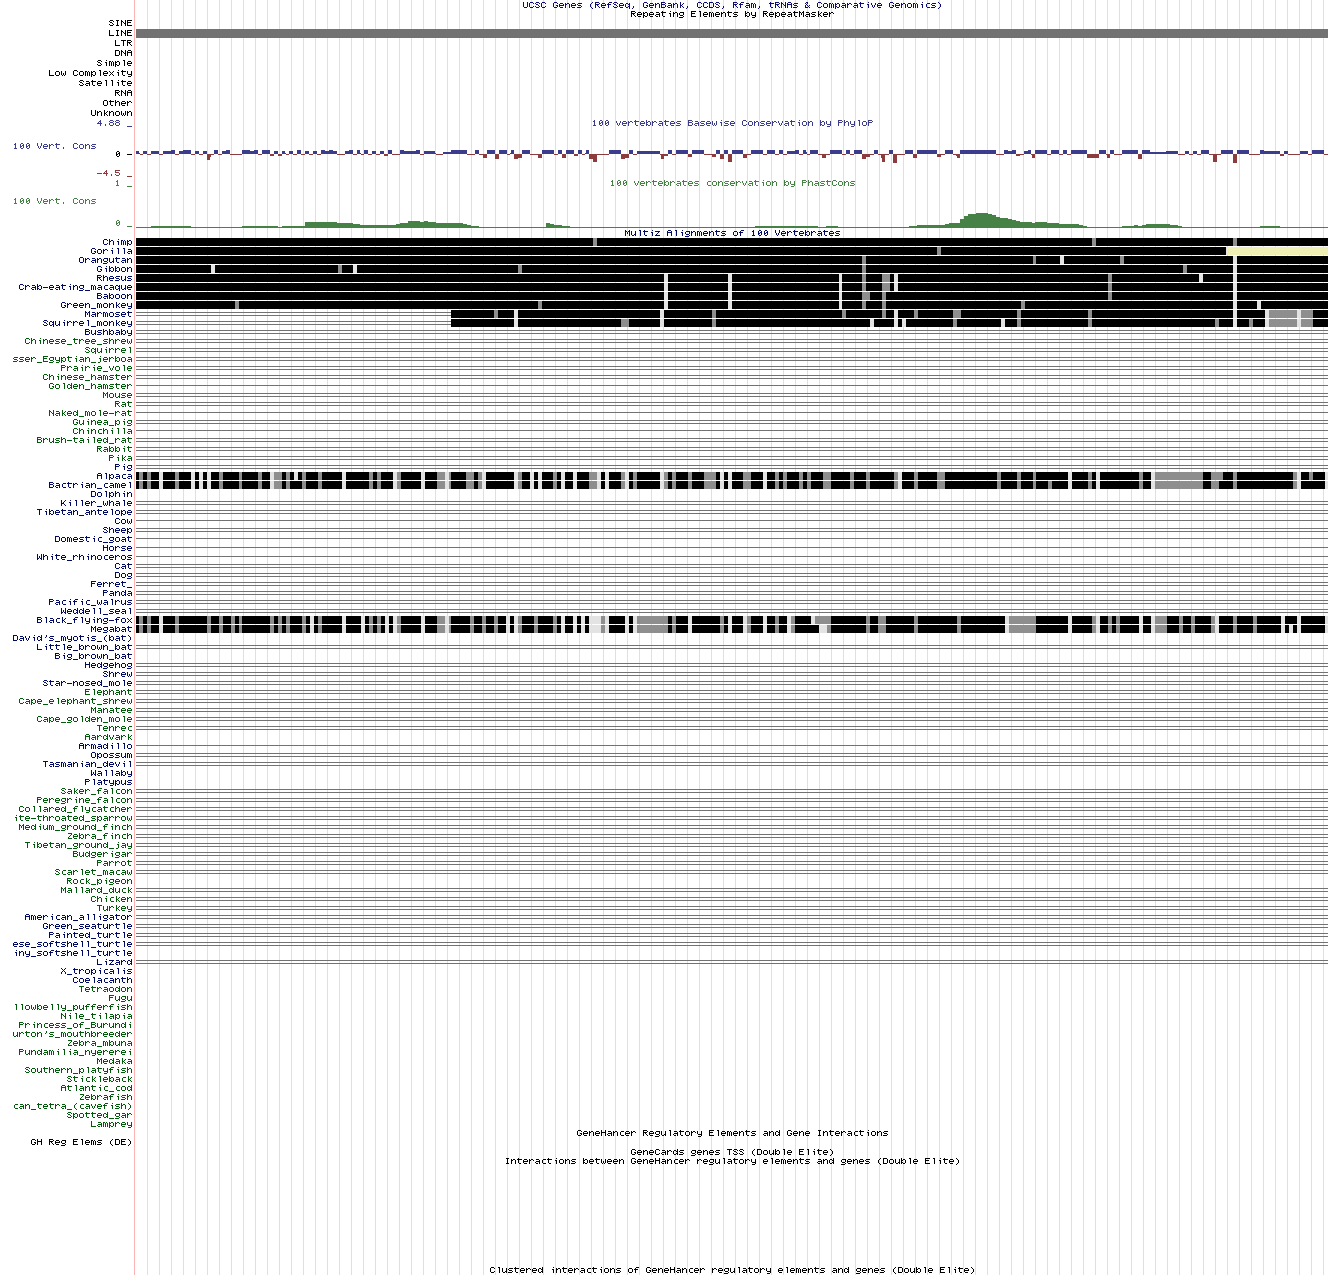 UCSC Genes (RefSeq, GenBank, CCDS, Rfam, tRNAs & Comparative Genomics)
Repeating Elements by RepeatMasker
SINE
LINE
LTR
DNA
Simple
Low Complexity
Satellite
RNA
Other
Unknown
4.88 _
100 vertebrates Basewise Conservation by PhyloP
100 Vert. Cons
0 _
-4.5 _
1 _
100 vertebrates conservation by PhastCons
100 Vert. Cons
0 _
Multiz Alignments of 100 Vertebrates
Chimp
Gorilla
Orangutan
Gibbon
Rhesus
Crab-eating_macaque
Baboon
Green_monkey
Marmoset
Squirrel_monkey
Bushbaby
Chinese_tree_shrew
Squirrel
sser_Egyptian_jerboa
Prairie_vole
Chinese_hamster
Golden_hamster
Mouse
Rat
Naked_mole-rat
Guinea_pig
Chinchilla
Brush-tailed_rat
Rabbit
Pika
Pig
Alpaca
Bactrian_camel
Dolphin
Killer_whale
Tibetan_antelope
Cow
Sheep
Domestic_goat
Horse
White_rhinoceros
Cat
Dog
Ferret_
Panda
Pacific_walrus
Weddell_seal
Black_flying-fox
Megabat
David's_myotis_(bat)
Little_brown_bat
Big_brown_bat
Hedgehog
Shrew
Star-nosed_mole
Elephant
Cape_elephant_shrew
Manatee
Cape_golden_mole
Tenrec
Aardvark
Armadillo
Opossum
Tasmanian_devil
Wallaby
Platypus
Saker_falcon
Peregrine_falcon
Collared_flycatcher
ite-throated_sparrow
Medium_ground_finch
Zebra_finch
Tibetan_ground_jay
Budgerigar
Parrot
Scarlet_macaw
Rock_pigeon
Mallard_duck
Chicken
Turkey
American_alligator
Green_seaturtle
Painted_turtle
ese_softshell_turtle
iny_softshell_turtle
Lizard
X_tropicalis
Coelacanth
Tetraodon
Fugu
llowbelly_pufferfish
Nile_tilapia
Princess_of_Burundi
urton's_mouthbreeder
Zebra_mbuna
Pundamilia_nyererei
Medaka
Southern_platyfish
Stickleback
Atlantic_cod
Zebrafish
can_tetra_(cavefish)
Spotted_gar
Lamprey
GeneHancer Regulatory Elements and Gene Interactions
GH Reg Elems (DE)
GeneCards genes TSS (Double Elite)
Interactions between GeneHancer regulatory elements and genes (Double Elite)
Clustered interactions of GeneHancer regulatory elements and genes (Double Elite)